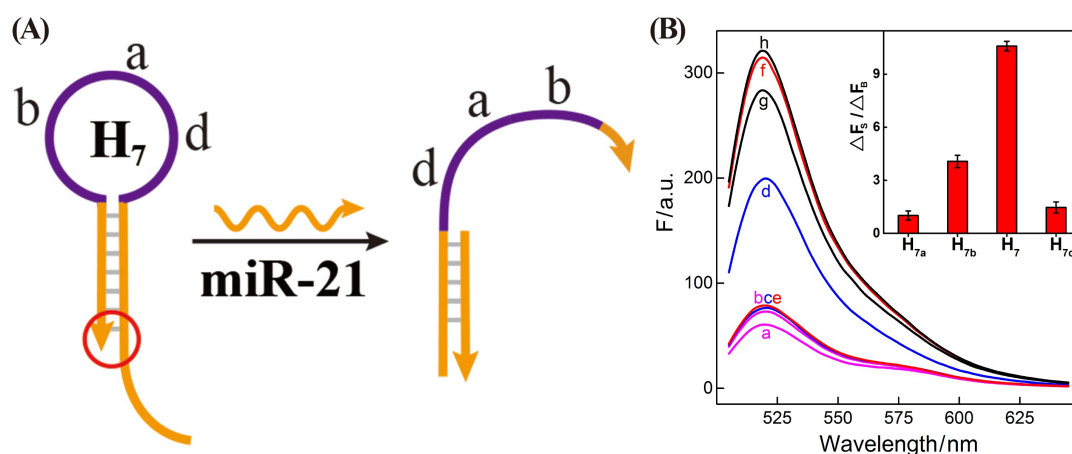 (A)
a
b
H7
d
miR-21
a
b
d
(B)
h
f
g
d
bce
a
300
200
100
0
F/a.u.
525
550
575
600
625
Wavelength/nm
9
6
3
0
△FS/△FB
H7a
H7b
H7